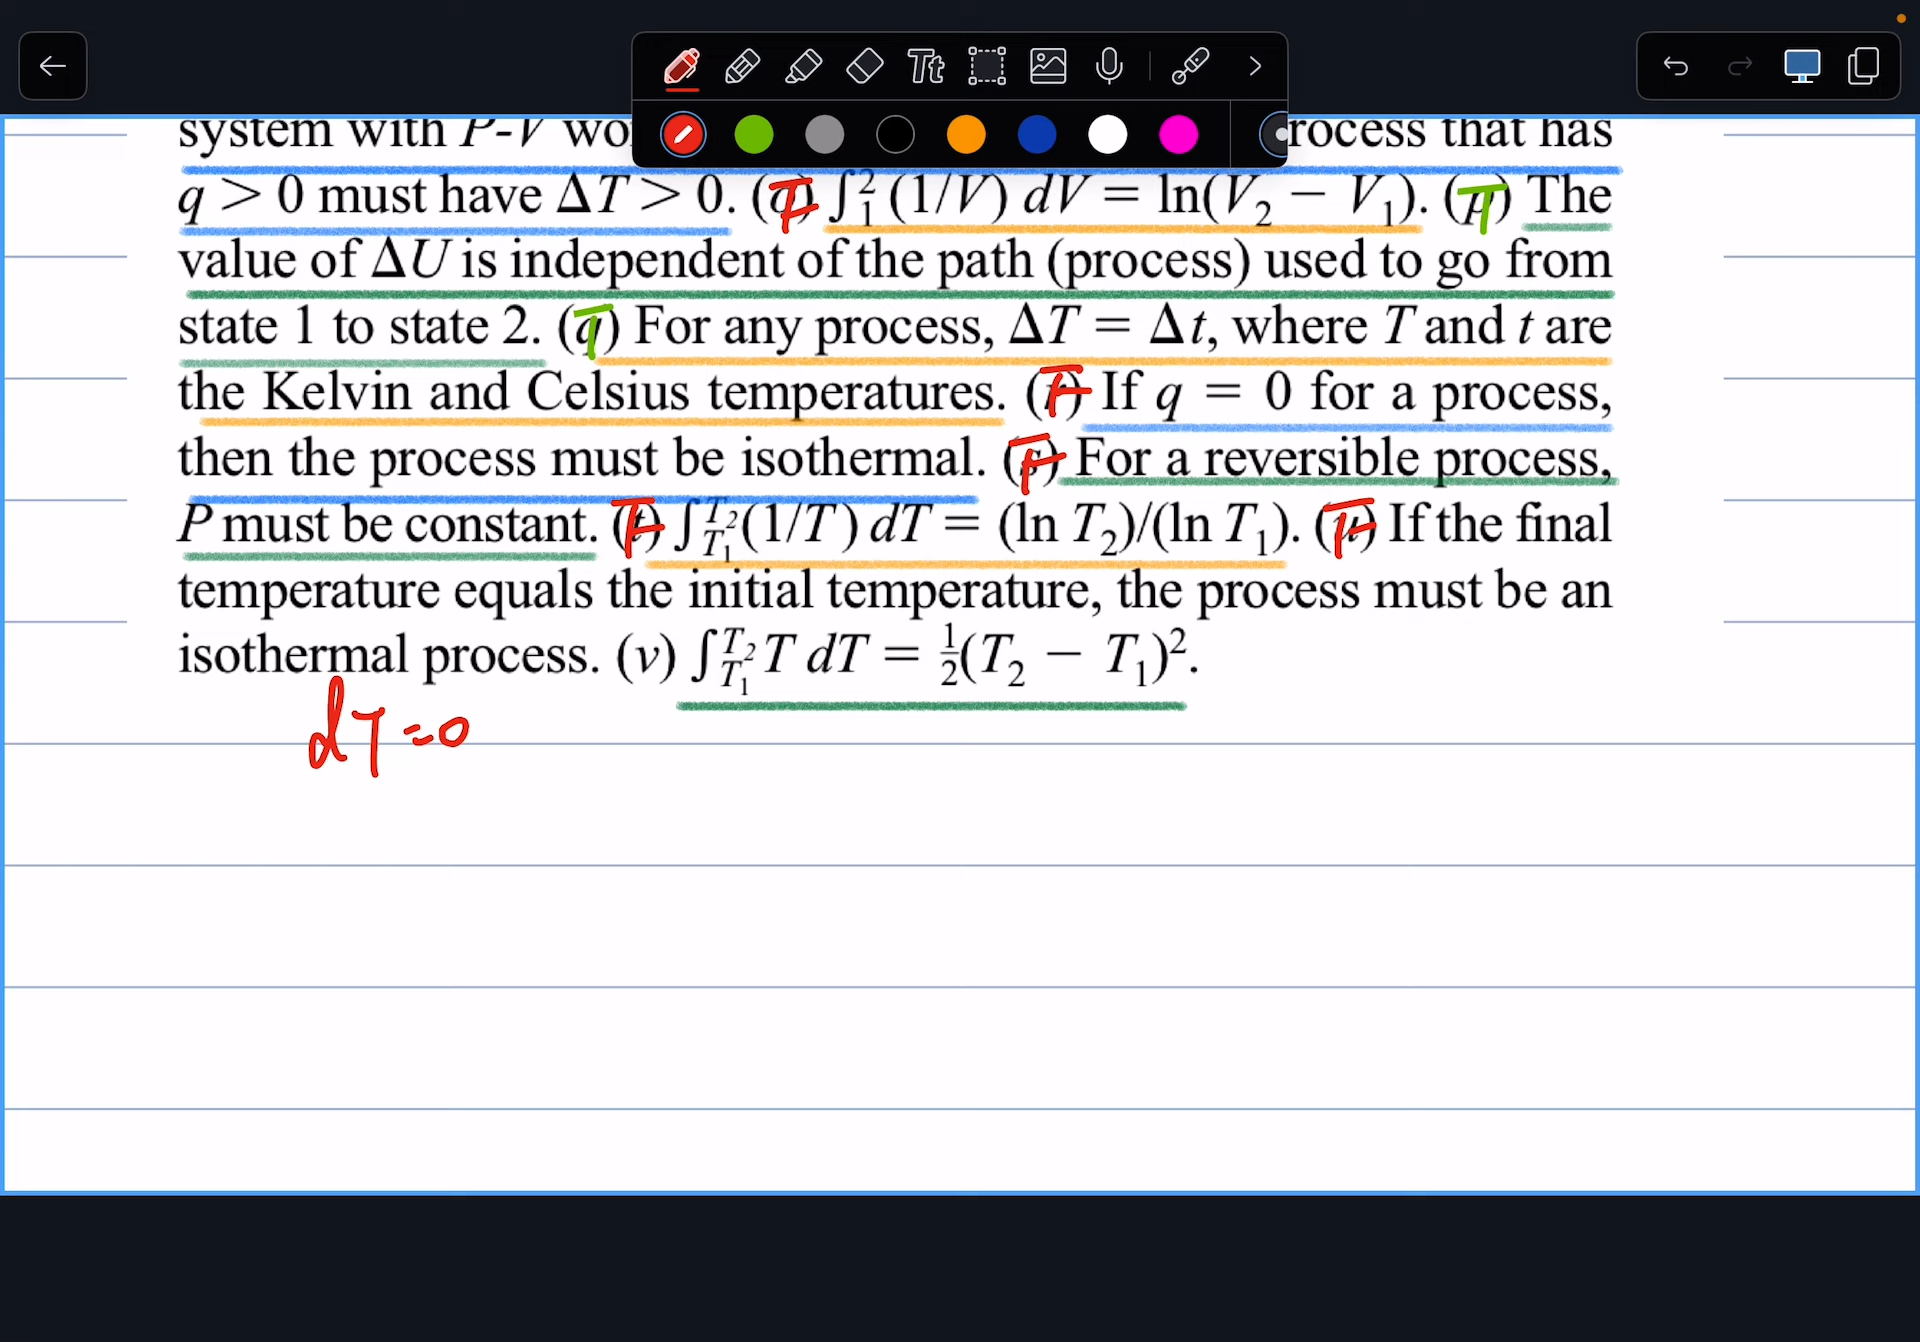 Tt
system with P-V wo rocess that has
q > 0 must have ΔT > 0. (o) F ∫₁² (1/V) dV = ln(V₂ − V₁). (p) T The
value of ΔU is independent of the path (process) used to go from
state 1 to state 2. (q) T For any process, ΔT = Δt, where T and t are
the Kelvin and Celsius temperatures. (r) F If q = 0 for a process,
then the process must be isothermal. (s) F For a reversible process,
P must be constant. (t) F ∫_{T₁}^{T₂} (1/T) dT = (ln T₂)/(ln T₁). (u) F If the final
temperature equals the initial temperature, the process must be an
isothermal process. (v) ∫_{T₁}^{T₂} T dT = ½(T₂ − T₁)².
dT = 0